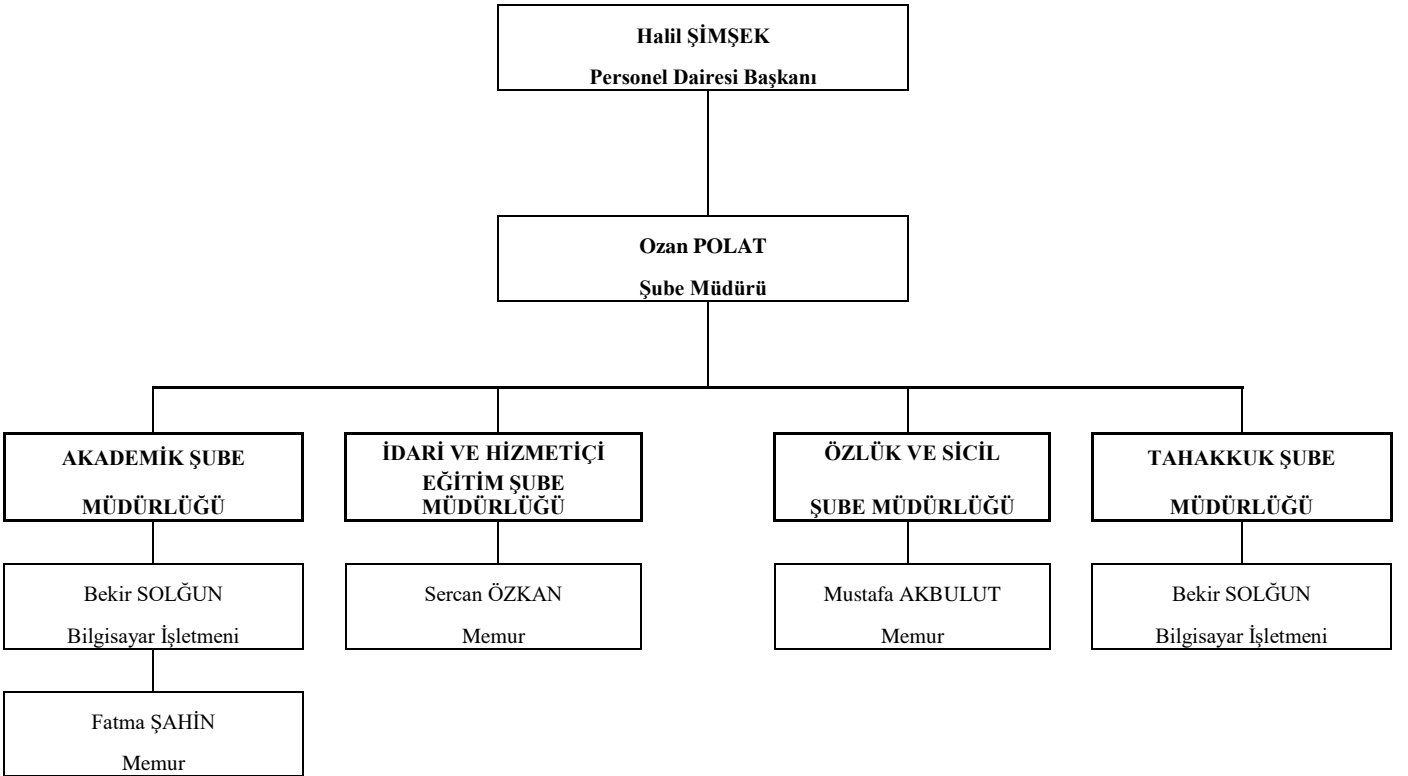 Halil ŞİMŞEK
Personel Dairesi Başkanı
Ozan POLAT
Şube Müdürü
AKADEMİK ŞUBE
MÜDÜRLÜĞÜ
İDARİ VE HİZMETİÇİ
EĞİTİM ŞUBE
MÜDÜRLÜĞÜ
ÖZLÜK VE SİCİL
ŞUBE MÜDÜRLÜĞÜ
TAHAKKUK ŞUBE
MÜDÜRLÜĞÜ
Bekir SOLĞUN
Bilgisayar İşletmeni
Sercan ÖZKAN
Memur
Mustafa AKBULUT
Memur
Bekir SOLĞUN
Bilgisayar İşletmeni
Fatma ŞAHİN
Memur